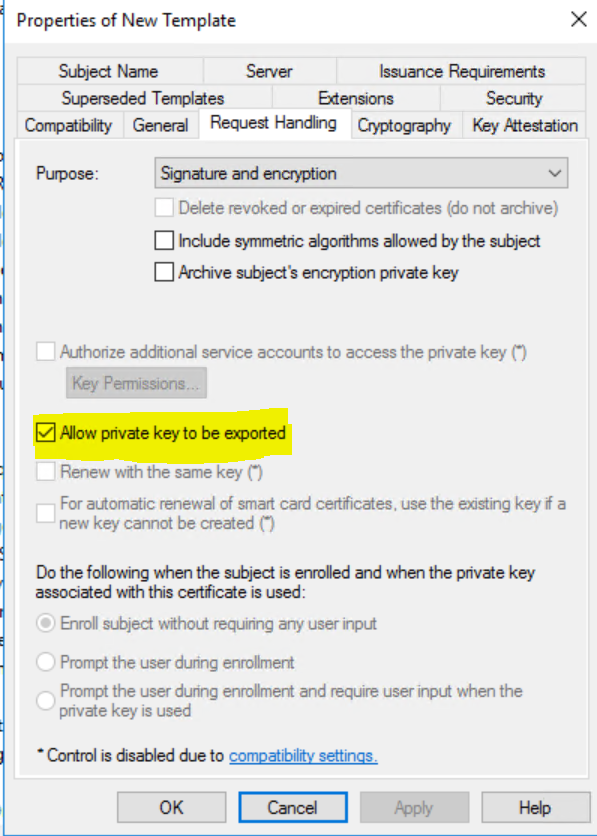 Properties of New Template
Subject Name Server Issuance Requirements
Superseded Templates Extensions Security
Compatibility General Request Handling Cryptography Key Attestation
Purpose: Signature and encryption
Delete revoked or expired certificates (do not archive)
Include symmetric algorithms allowed by the subject
Archive subject's encryption private key
Authorize additional service accounts to access the private key (*)
Key Permissions...
Allow private key to be exported
Renew with the same key (*)
For automatic renewal of smart card certificates, use the existing key if a
new key cannot be created (*)
Do the following when the subject is enrolled and when the private key
associated with this certificate is used:
Enroll subject without requiring any user input
Prompt the user during enrollment
Prompt the user during enrollment and require user input when the
private key is used
* Control is disabled due to compatibility settings.
OK Cancel Apply Help